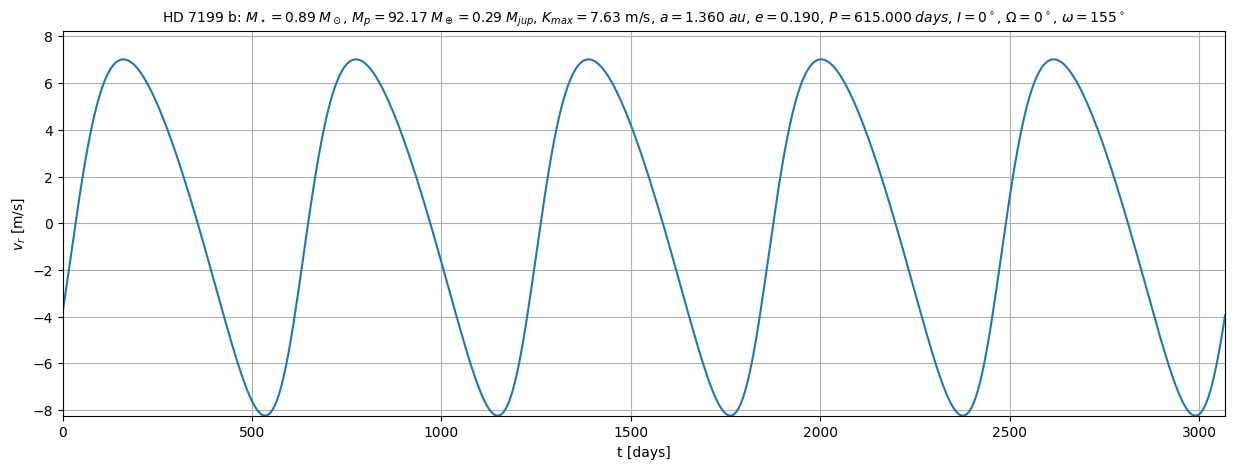 HD 7199 b: M⋆ = 0.89 M⊙, Mp = 92.17 M⊕ = 0.29 Mjup, Kmax = 7.63 m/s, a = 1.360 au, e = 0.190, P = 615.000 days, I = 0°, Ω = 0°, ω = 155°
8
6
4
2
0
−2
−4
−6
−8
vr [m/s]
0 500 1000 1500 2000 2500 3000
t [days]